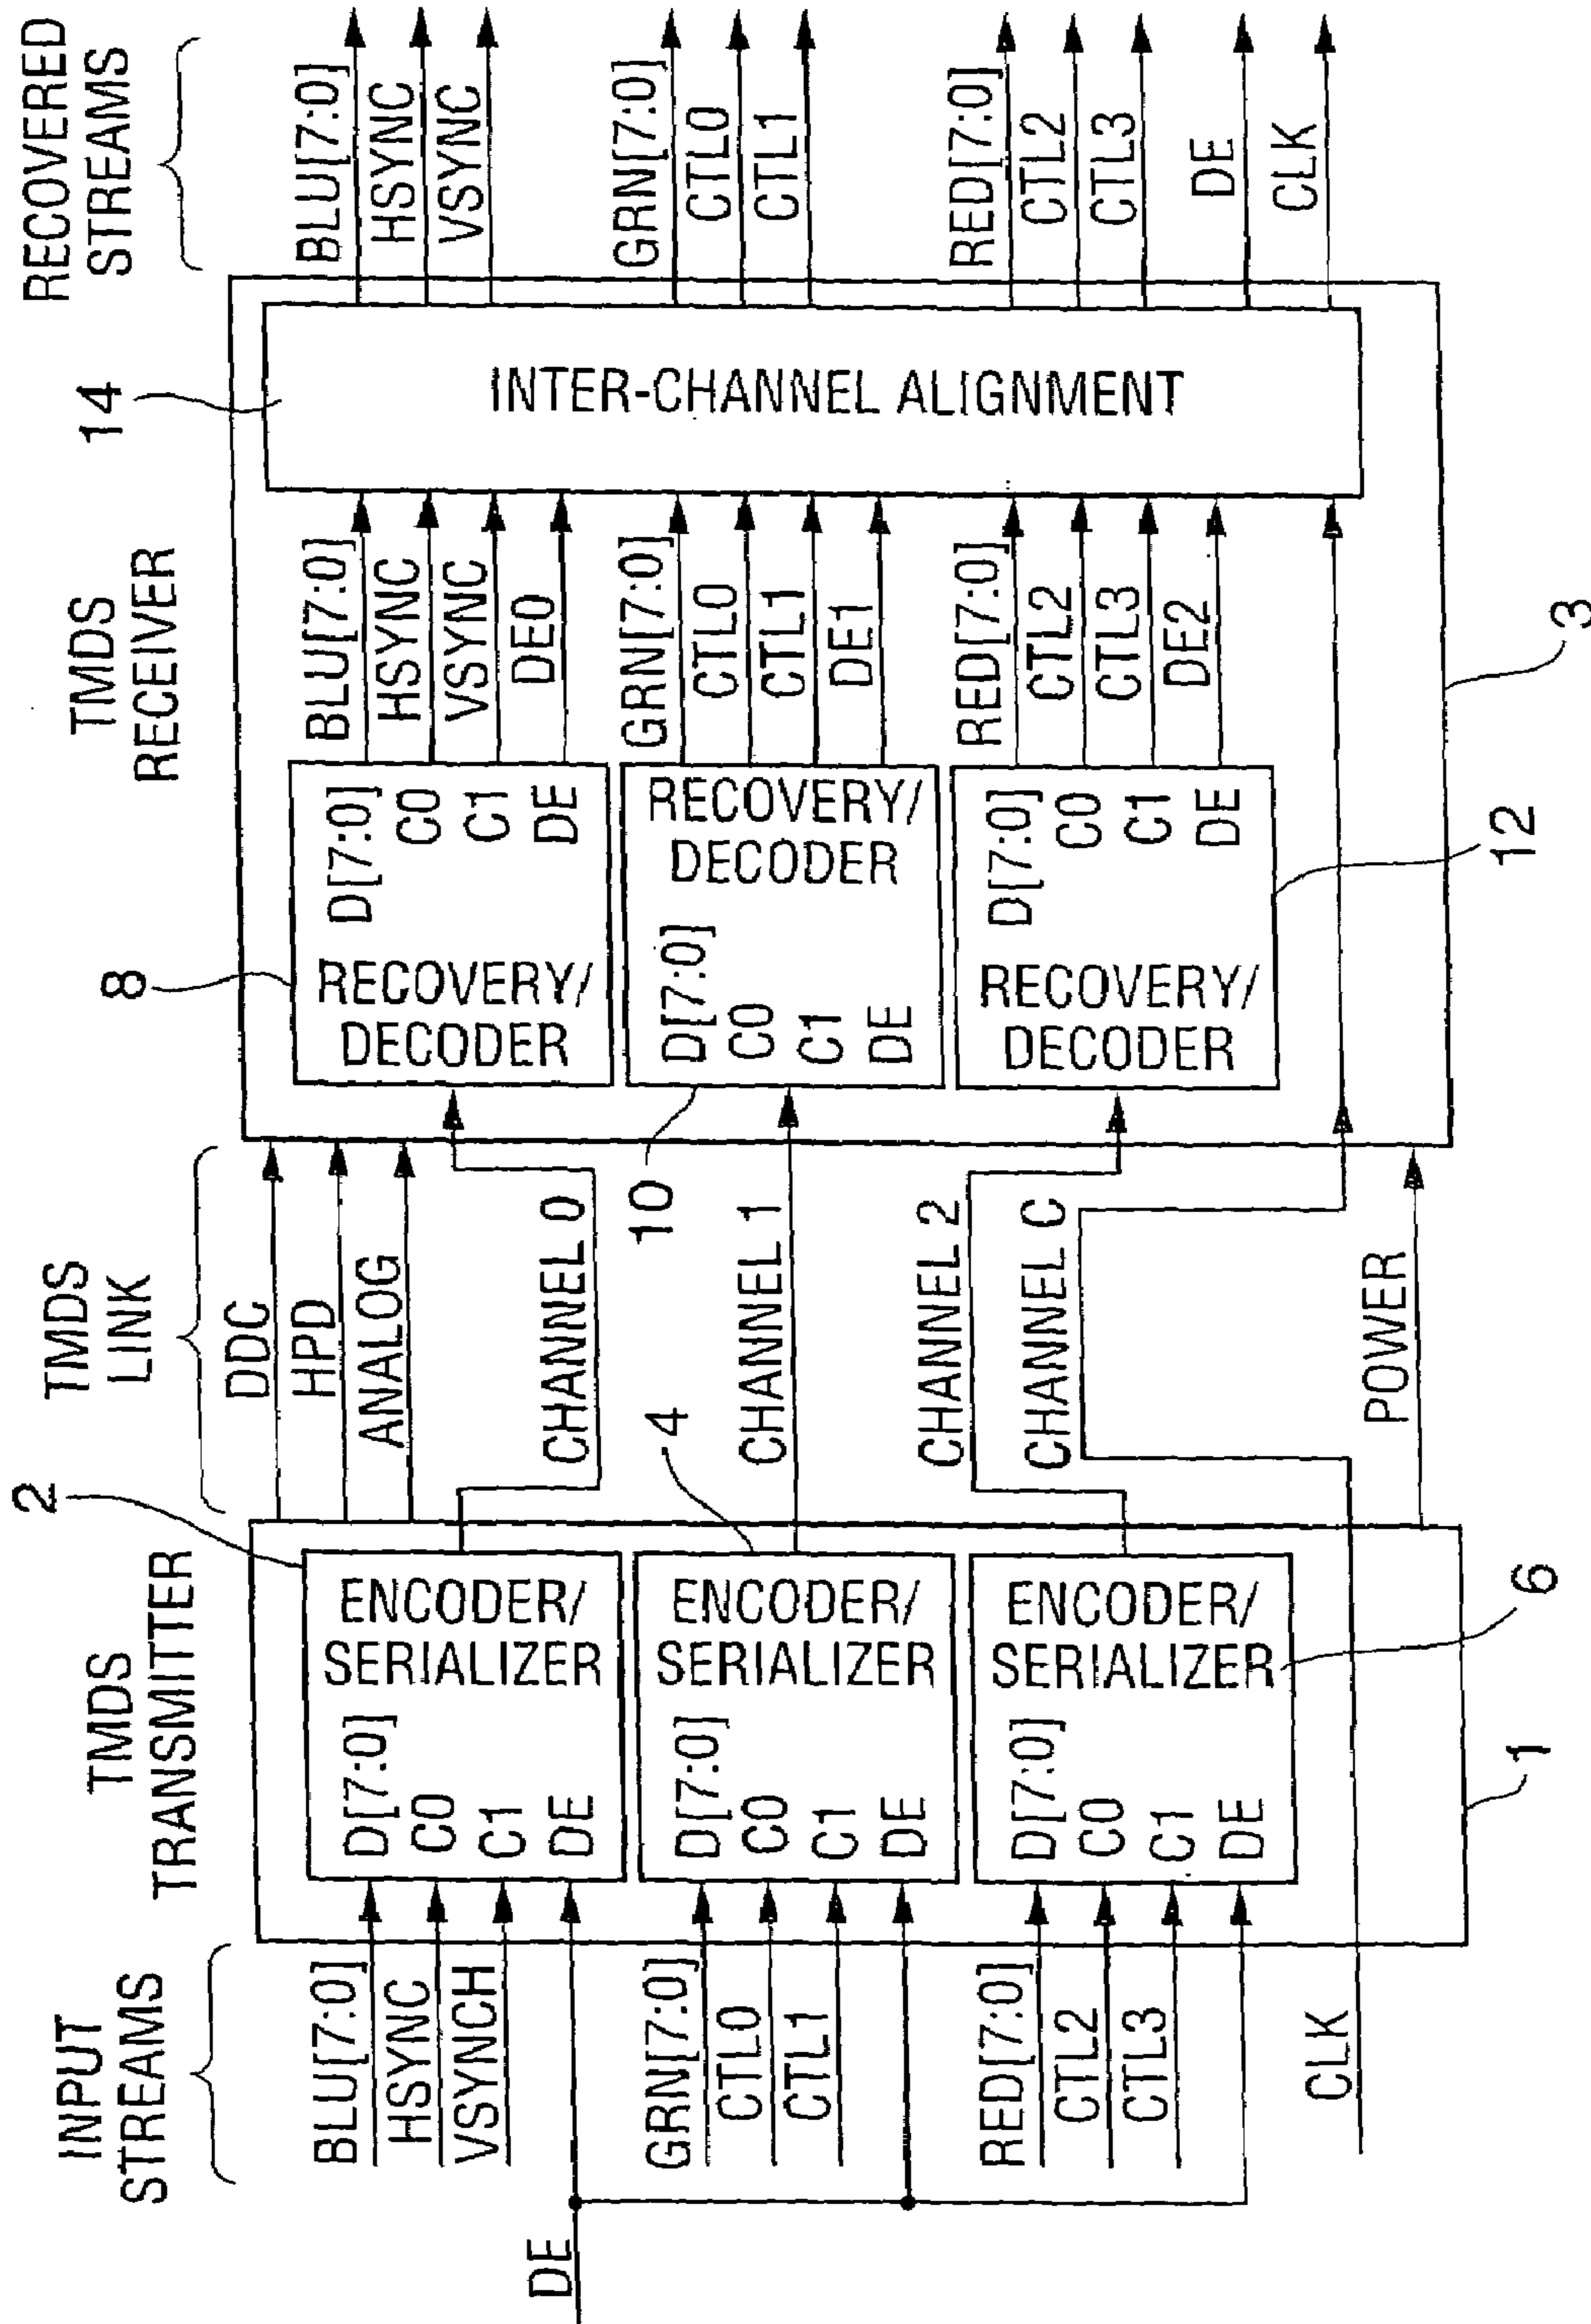 INPUT
STREAMS
TMDS
TRANSMITTER
TMDS
LINK
TMDS
RECEIVER
RECOVERED
STREAMS
BLU[7:0]
HSYNC
VSYNCH
DE
GRN[7:0]
CTL0
CTL1
RED[7:0]
CTL2
CTL3
CLK
2
ENCODER/
SERIALIZER
D[7:0]
C0
C1
DE
4
ENCODER/
SERIALIZER
D[7:0]
C0
C1
DE
6
ENCODER/
SERIALIZER
D[7:0]
C0
C1
DE
1
DDC
HPD
ANALOG
CHANNEL 0
CHANNEL 1
CHANNEL 2
CHANNEL C
POWER
8
D[7:0]
C0
C1
DE
RECOVERY/
DECODER
10
RECOVERY/
DECODER
D[7:0]
C0
C1
DE
12
D[7:0]
C0
C1
DE
RECOVERY/
DECODER
3
BLU[7:0]
HSYNC
VSYNC
DE0
GRN[7:0]
CTL0
CTL1
DE1
RED[7:0]
CTL2
CTL3
DE2
14
INTER-CHANNEL ALIGNMENT
BLU[7:0]
HSYNC
VSYNC
GRN[7:0]
CTL0
CTL1
RED[7:0]
CTL2
CTL3
DE
CLK